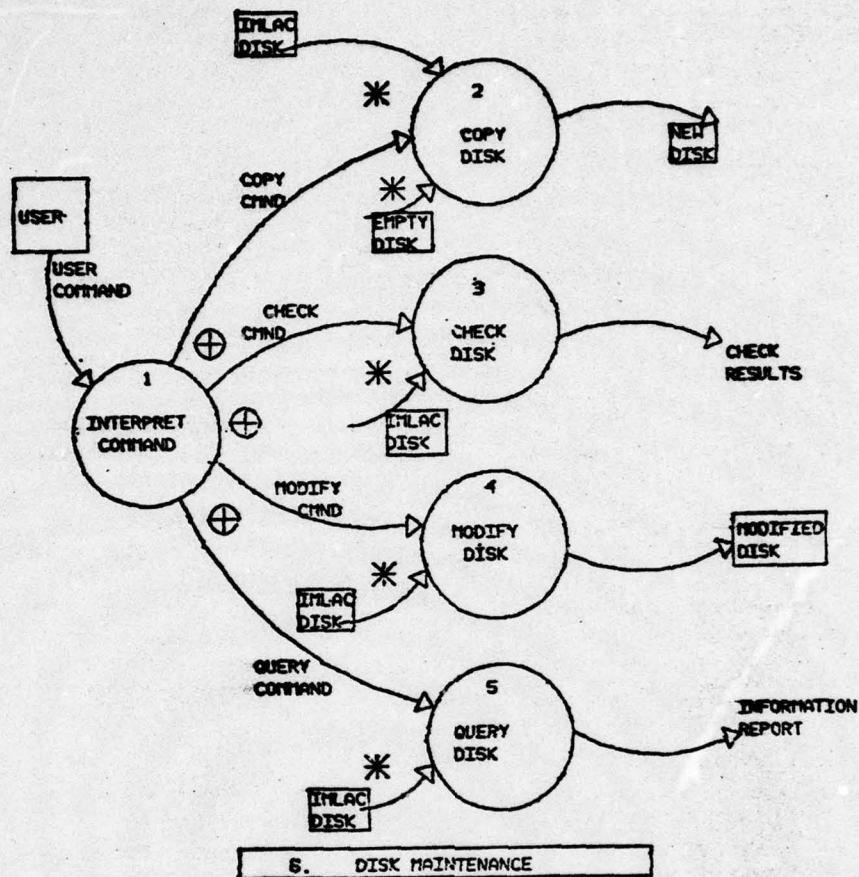 IMLAC
DISK
2
COPY
DISK
NEW
DISK
COPY
CMND
EMPTY
DISK
USER
USER
COMMAND
3
CHECK
DISK
CHECK
CMND
CHECK
RESULTS
1
INTERPRET
COMMAND
IMLAC
DISK
MODIFY
CMND
4
MODIFY
DISK
MODIFIED
DISK
IMLAC
DISK
QUERY
COMMAND
5
QUERY
DISK
INFORMATION
REPORT
IMLAC
DISK
6. DISK MAINTENANCE